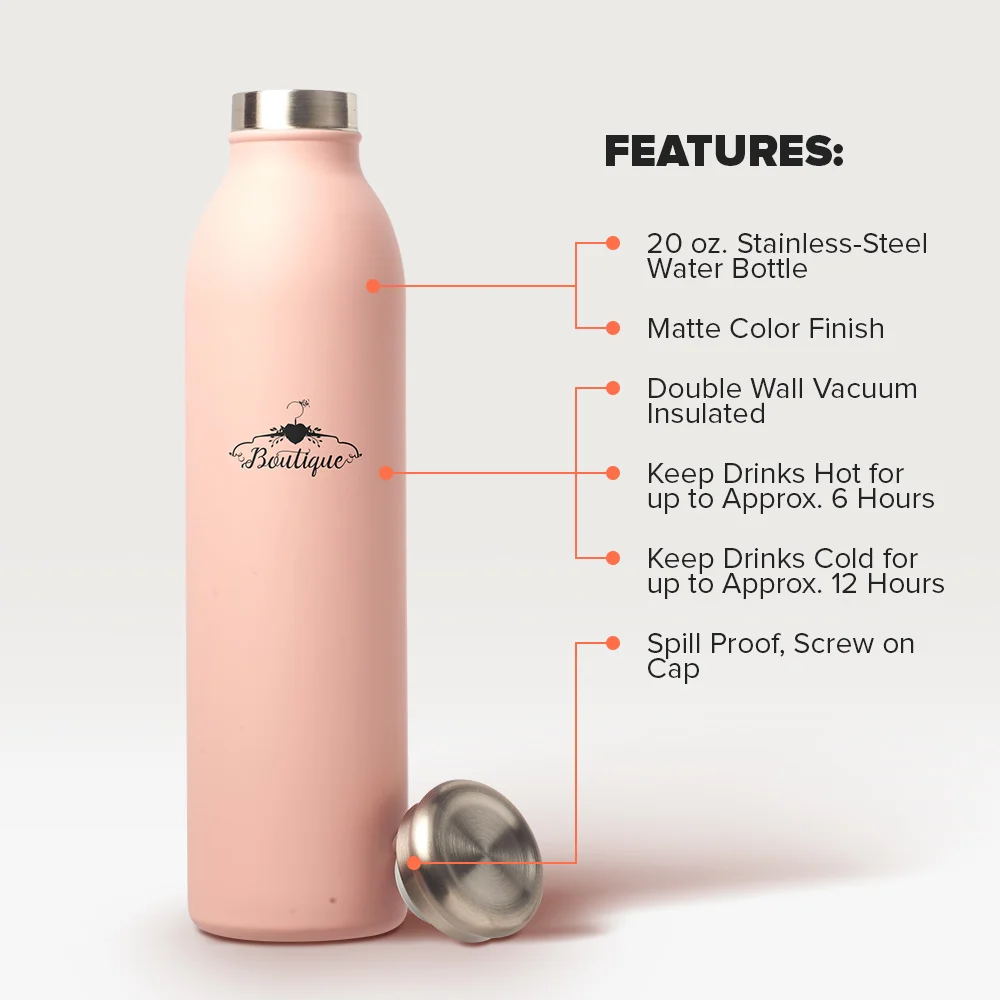 FEATURES:
20 oz. Stainless-Steel
Water Bottle
Matte Color Finish
Double Wall Vacuum
Insulated
Keep Drinks Hot for
up to Approx. 6 Hours
Boutique
Keep Drinks Cold for
up to Approx. 12 Hours
Spill Proof, Screw on
Cap